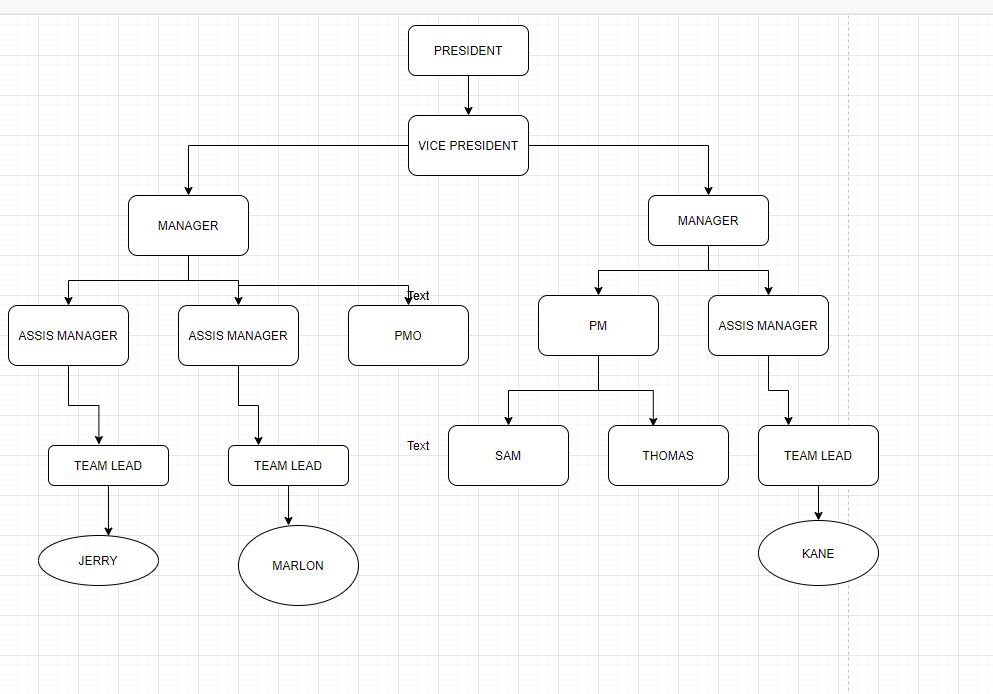 PRESIDENT
VICE PRESIDENT
MANAGER
MANAGER
Text
ASSIS MANAGER
ASSIS MANAGER
PMO
PM
ASSIS MANAGER
TEAM LEAD
TEAM LEAD
Text
SAM
THOMAS
TEAM LEAD
JERRY
MARLON
KANE